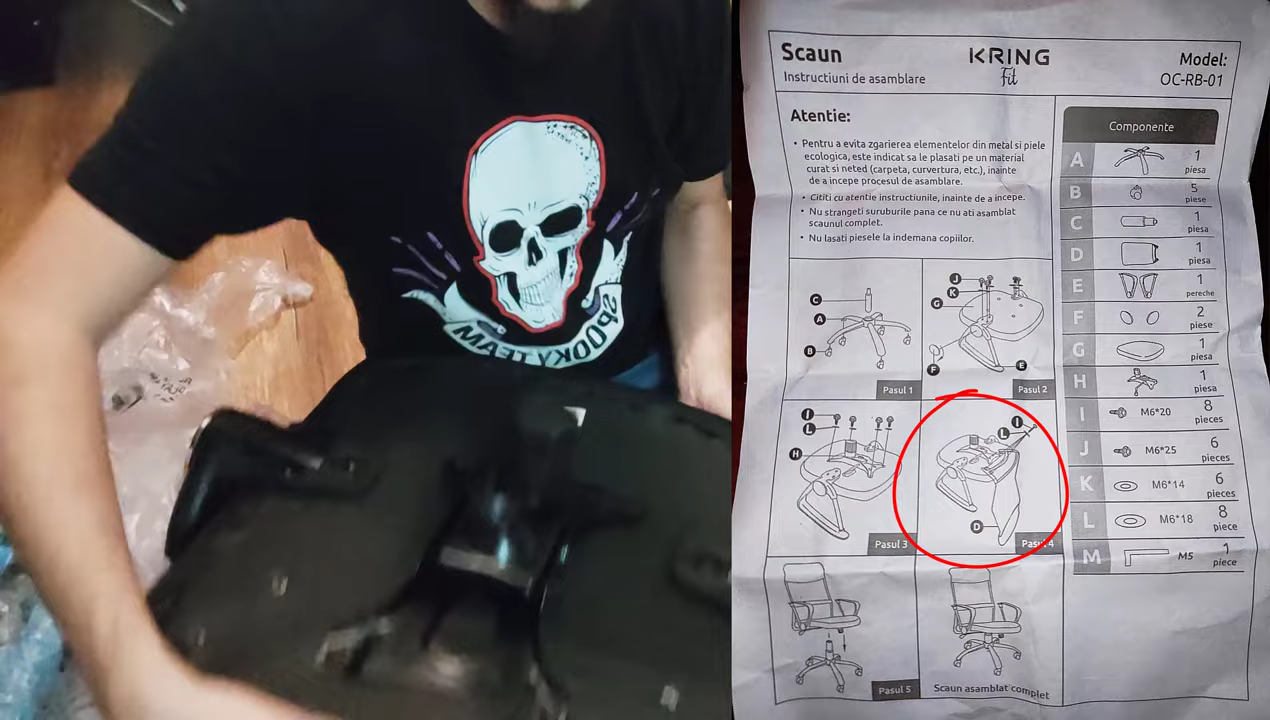 SPOOKY TEAM
Scaun
Instructiuni de asamblare
KRING
Fit
Model:
OC-RB-01
Atentie:
• Pentru a evita zgarierea elementelor din metal si piele
ecologica, este indicat sa le plasati pe un material
curat si neted (carpeta, curvertura, etc.), inainte
de a incepe procesul de asamblare.
• Cititi cu atentie instructiunile, inainte de a incepe.
• Nu strangeti suruburile pana ce nu ati asamblat
scaunul complet.
• Nu lasati piesele la indemana copiilor.
C
A
B
Pasul 1
J
K
G
F
E
Pasul 2
I
L
H
Pasul 3
I
L
D
Pasul 4
Pasul 5
Scaun asamblat complet
Componente
A 1 piesa
B 5 piese
C 1 piesa
D 1 piesa
E 1 pereche
F 2 piese
G 1 piesa
H 1 piesa
I M6*20 8 pieces
J M6*25 6 pieces
K M6*14 6 pieces
L M6*18 8 piece
M M5 1 piece